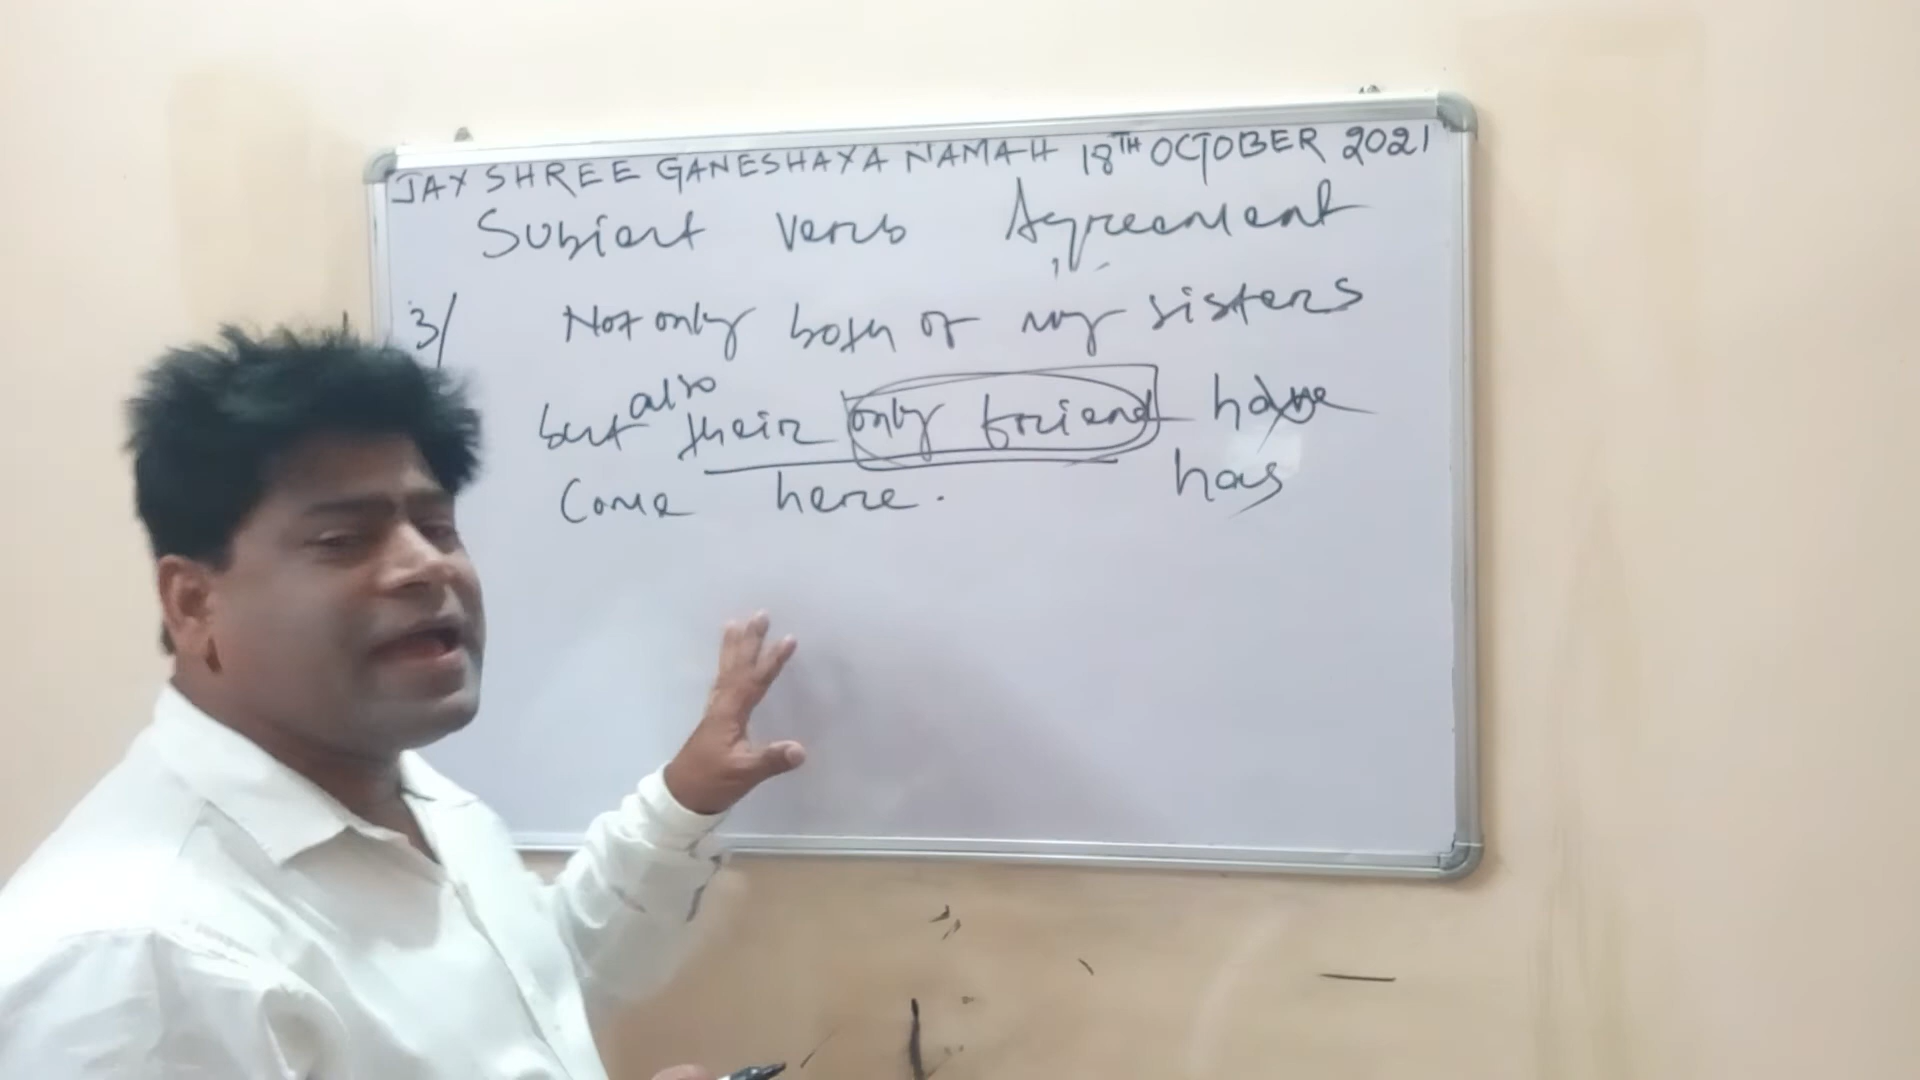 JAY SHREE GANESHAYA NAMAH 18TH OCTOBER 2021
Subject Verb Agreement
3/ Not only both of my sisters
but also their only friend have
come here. has